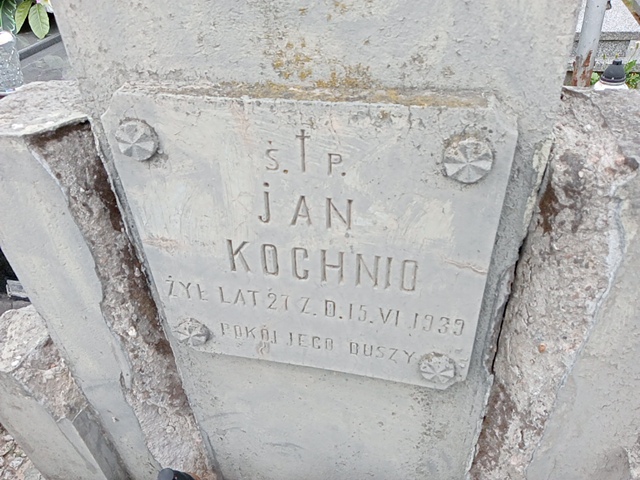 Ś. † P.
JAN
KOCHNIO
ŻYŁ LAT 27 Z. D. 15. VI 1939
POKÓJ JEGO DUSZY